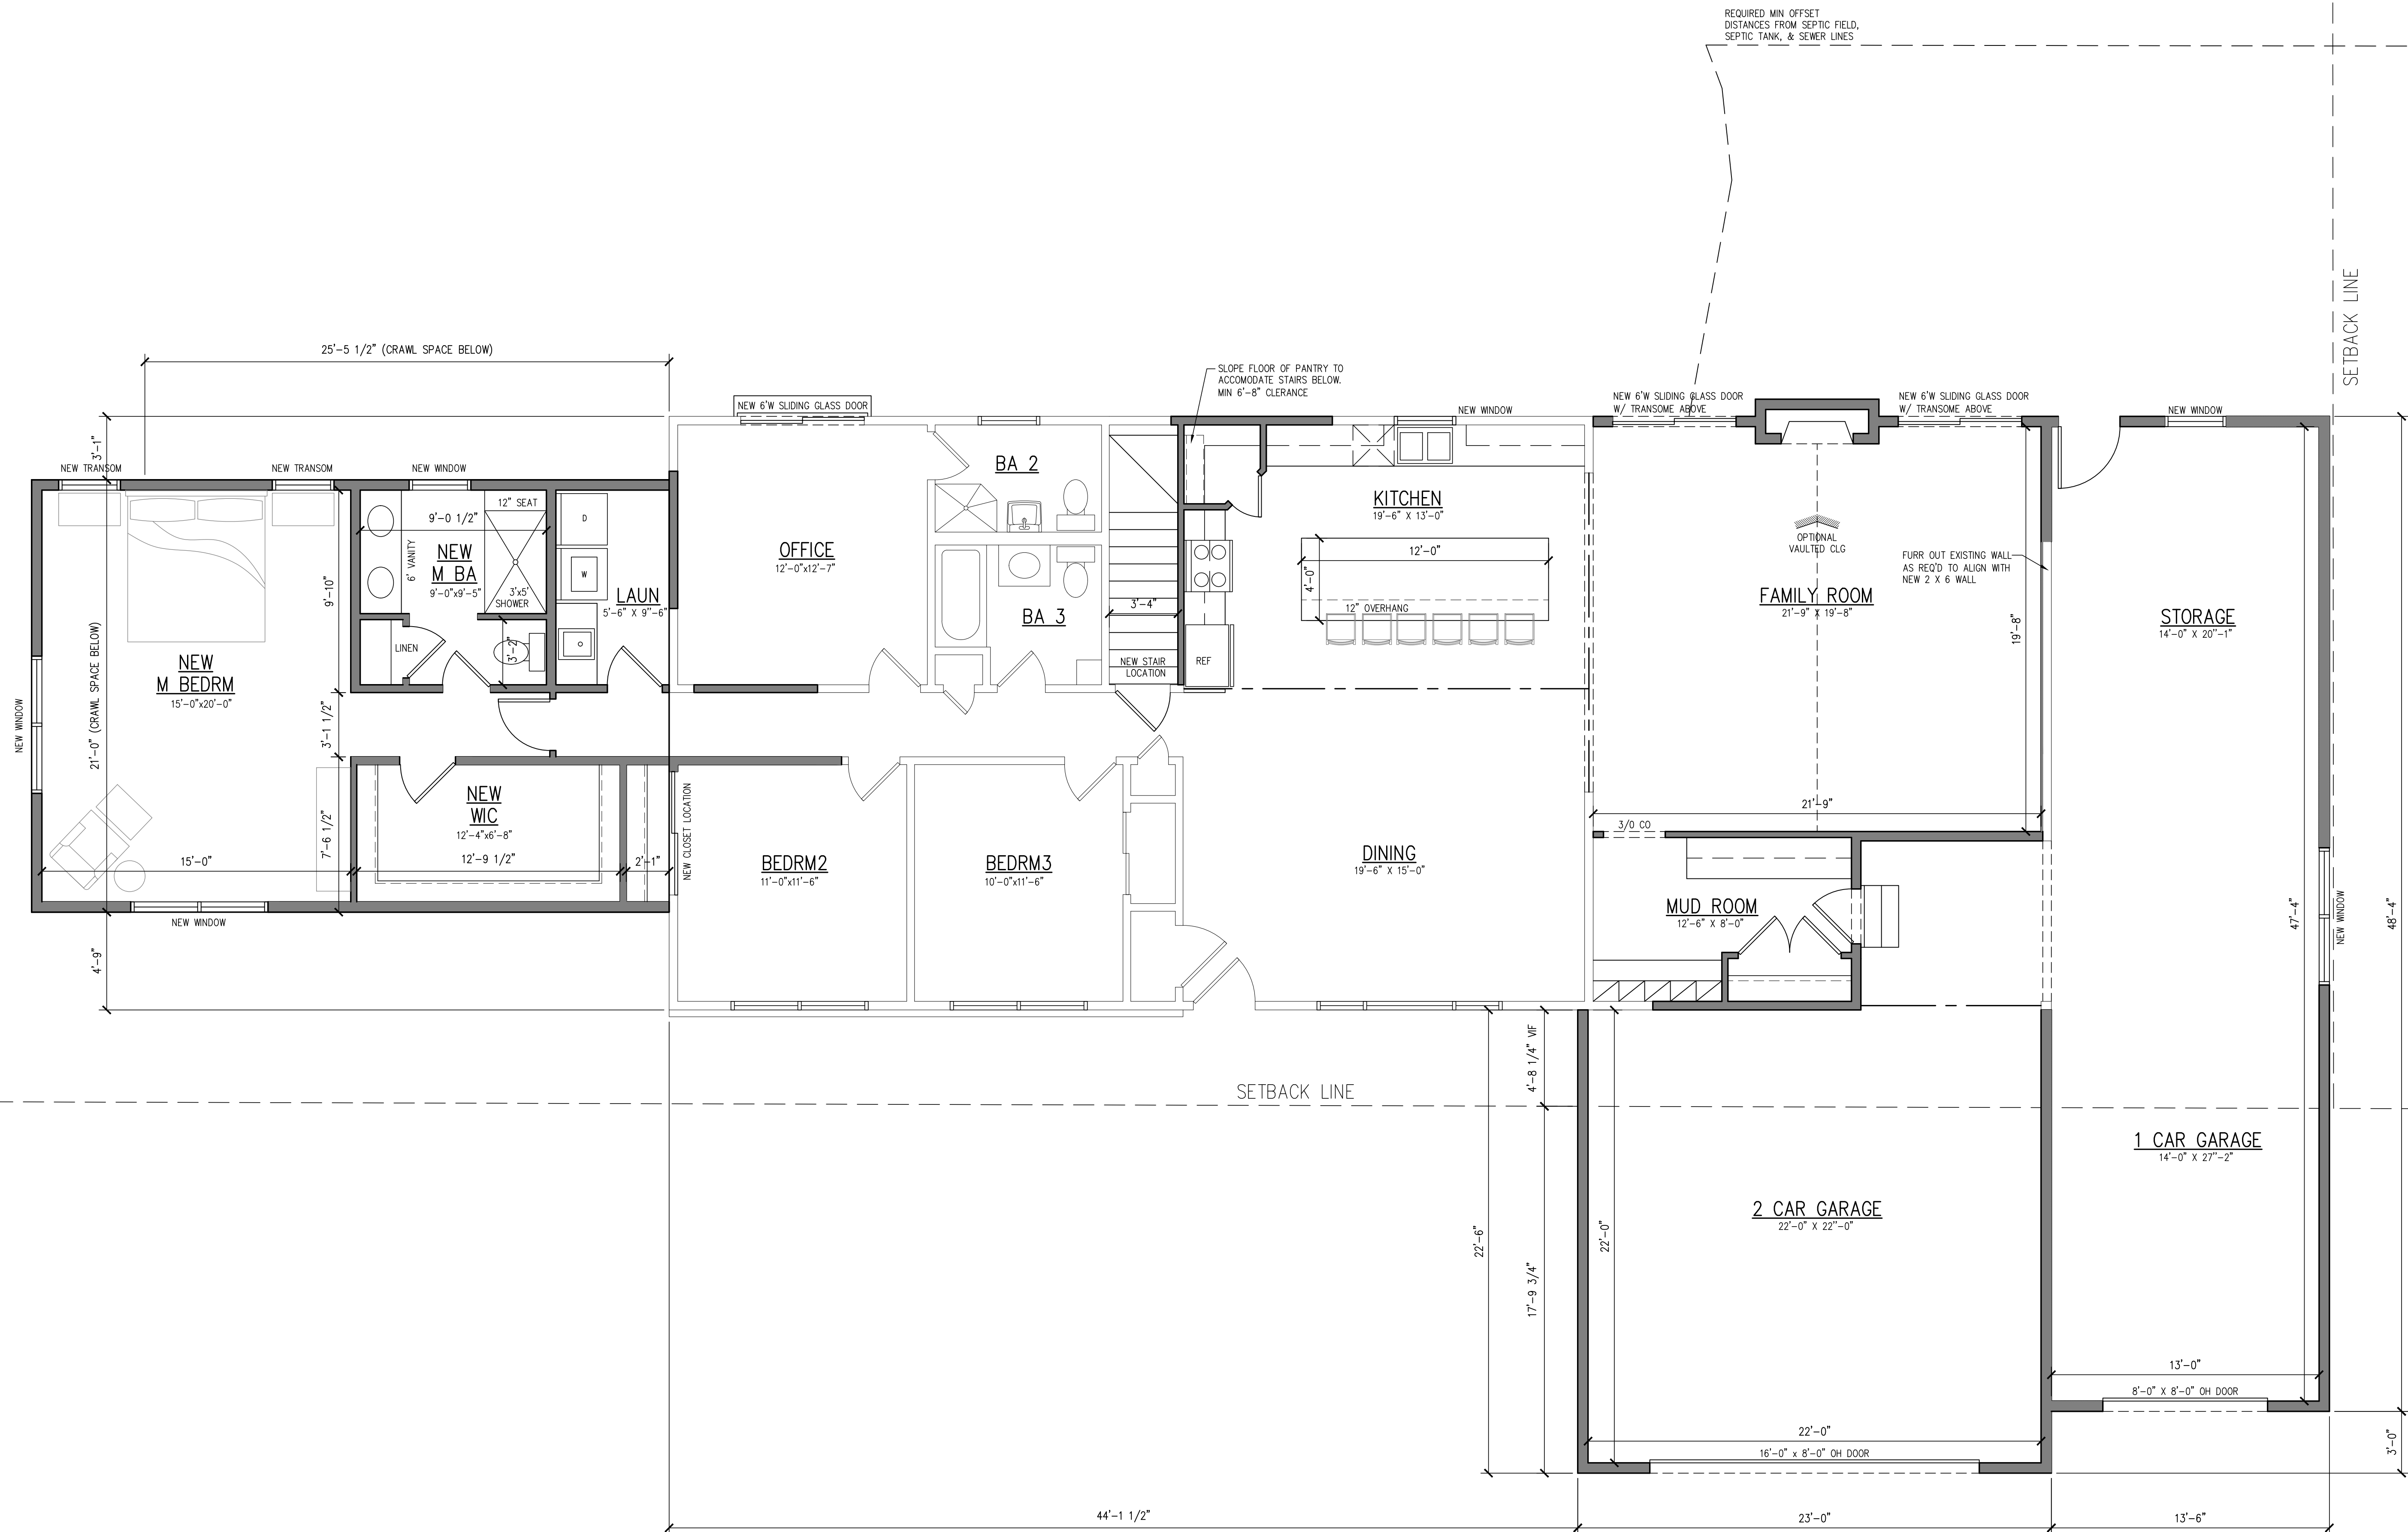 REQUIRED MIN OFFSET
DISTANCES FROM SEPTIC FIELD,
SEPTIC TANK, & SEWER LINES
SETBACK LINE
25'-5 1/2" (CRAWL SPACE BELOW)
SLOPE FLOOR OF PANTRY TO
ACCOMODATE STAIRS BELOW.
MIN 6'-8" CLERANCE
NEW 6'W SLIDING GLASS DOOR
NEW WINDOW
NEW 6'W SLIDING GLASS DOOR
W/ TRANSOME ABOVE
NEW 6'W SLIDING GLASS DOOR
W/ TRANSOME ABOVE
NEW WINDOW
3'-1"
NEW TRANSOM
NEW TRANSOM
NEW WINDOW
12" SEAT
9'-0 1/2"
6' VANITY
NEW
M BA
9'-0"x9'-5"
3'x5'
SHOWER
D
W
LAUN
5'-6" X 9"-6"
LINEN
3'-2"
9'-10"
21'-0" (CRAWL SPACE BELOW)
NEW
M BEDRM
15'-0"x20'-0"
NEW WINDOW
3'-1 1/2"
7'-6 1/2"
15'-0"
NEW
WIC
12'-4"x6'-8"
12'-9 1/2"
2'-1"
NEW CLOSET LOCATION
NEW WINDOW
4'-9"
OFFICE
12'-0"x12'-7"
BA 2
BA 3
3'-4"
NEW STAIR
LOCATION
REF
KITCHEN
19'-6" X 13'-0"
12'-0"
4'-0"
12" OVERHANG
OPTIONAL
VAULTED CLG
FAMILY ROOM
21'-9" X 19'-8"
FURR OUT EXISTING WALL
AS REQ'D TO ALIGN WITH
NEW 2 X 6 WALL
19'-8"
STORAGE
14'-0" X 20"-1"
21'-9"
3/0 CO
BEDRM2
11'-0"x11'-6"
BEDRM3
10'-0"x11'-6"
DINING
19'-6" X 15'-0"
MUD ROOM
12'-6" X 8'-0"
47'-4"
NEW WINDOW
48'-4"
4'-8 1/4" VIF
SETBACK LINE
1 CAR GARAGE
14'-0" X 27"-2"
2 CAR GARAGE
22'-0" X 22"-0"
22'-6"
17'-9 3/4"
22'-0"
13'-0"
8'-0" X 8'-0" OH DOOR
22'-0"
16'-0" x 8'-0" OH DOOR
3'-0"
44'-1 1/2"
23'-0"
13'-6"